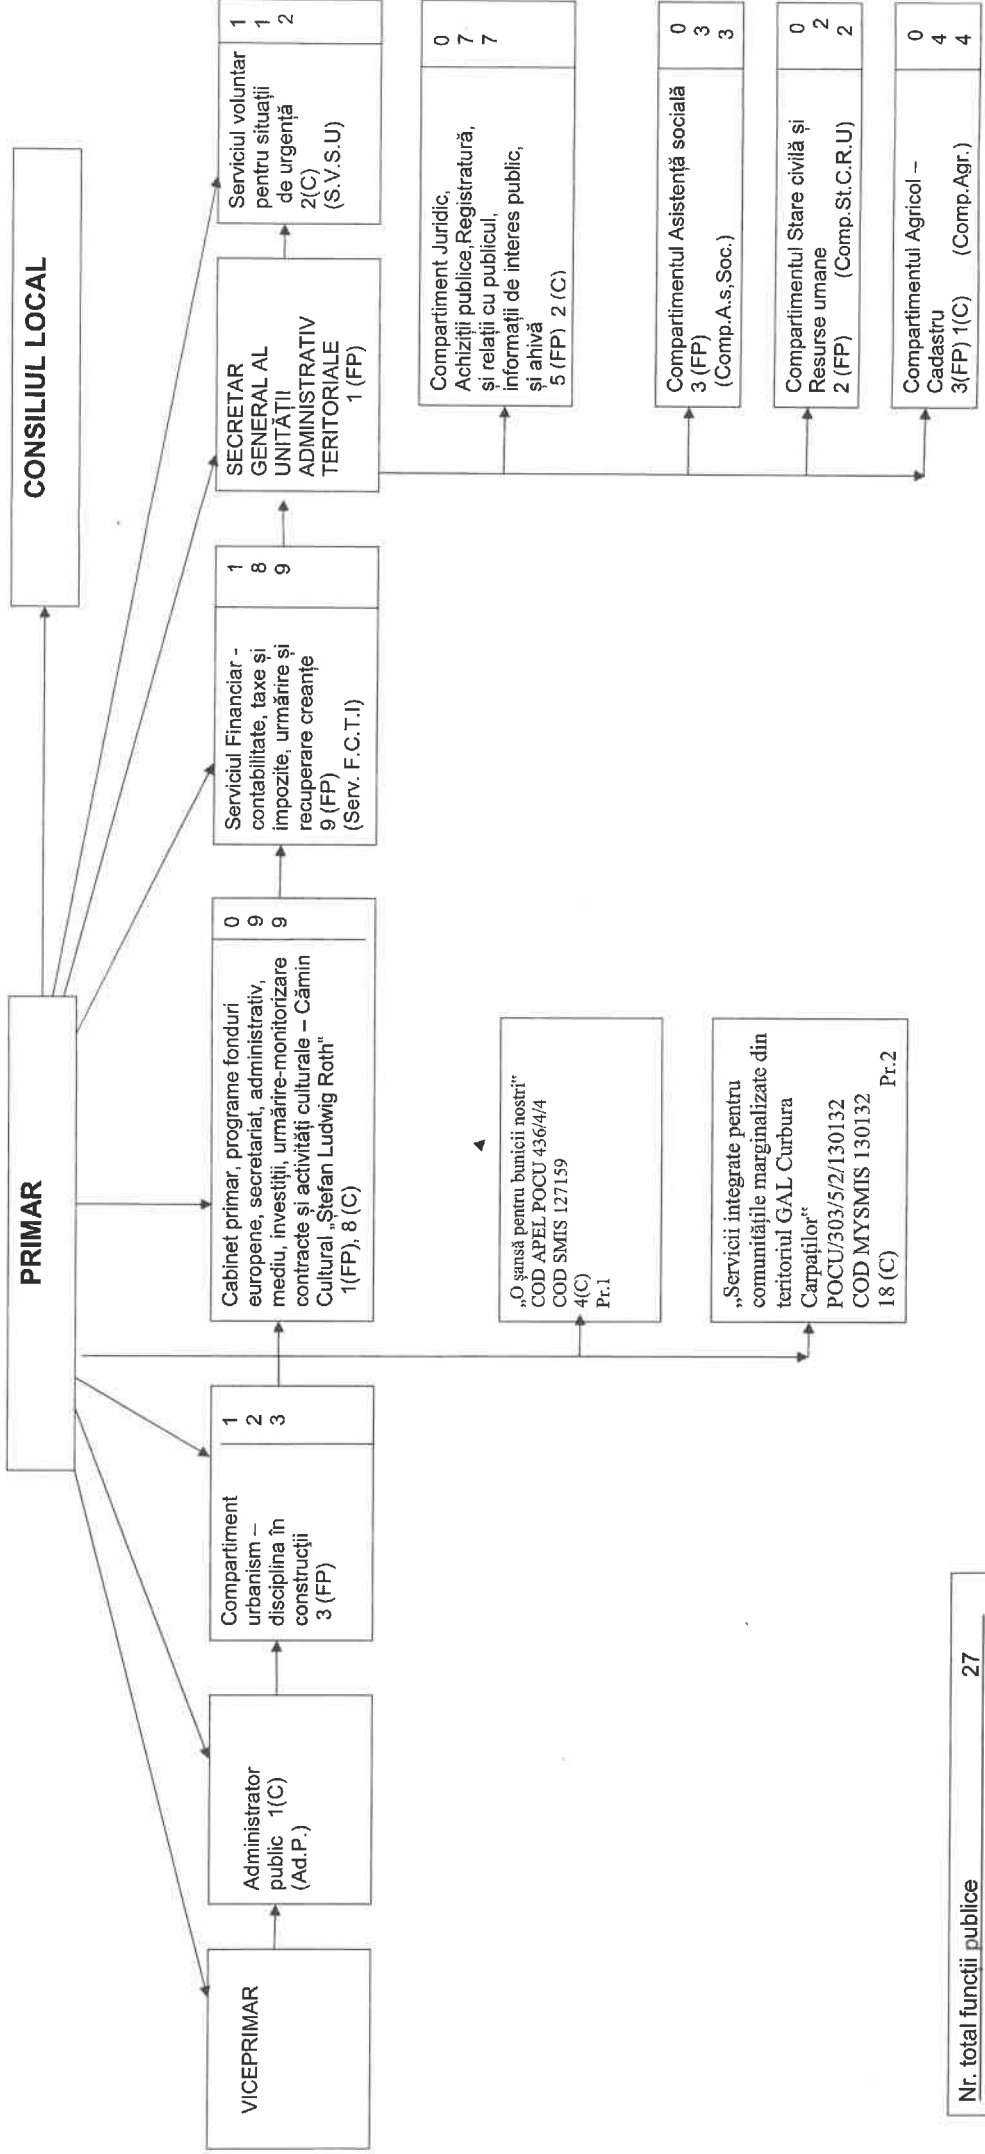 CONSILIUL LOCAL
PRIMAR
VICEPRIMAR
Administrator
public 1(C)
(Ad.P.)
Compartiment
urbanism –
disciplina în
construcții
3 (FP)
1
2
3
Cabinet primar, programe fonduri
europene, secretariat, administrativ,
mediu, investiții, urmărire-monitorizare
contracte și activități culturale – Cămin
Cultural „Ștefan Ludwig Roth"
1(FP), 8 (C)
0
9
9
Serviciul Financiar -
contabilitate, taxe și
impozite, urmărire și
recuperare creanțe
9 (FP)
(Serv. F.C.T.I)
1
8
9
SECRETAR
GENERAL AL
UNITĂȚII
ADMINISTRATIV
TERITORIALE
1 (FP)
Serviciul voluntar
pentru situații
de urgență
2(C)
(S.V.S.U)
1
1
2
„O șansă pentru bunicii nostri"
COD APEL POCU 436/4/4
COD SMIS 127159
4(C)
Pr.1
„Servicii integrate pentru
comunitățile marginalizate din
teritoriul GAL Curbura
Carpaților"
POCU/303/5/2/130132
COD MYSMIS 130132
18 (C) Pr.2
Compartiment Juridic,
Achiziții publice,Registratură,
și relații cu publicul,
informații de interes public,
și ahivă
5 (FP) 2 (C)
0
7
7
Compartimentul Asistență socială
3 (FP)
(Comp.A.s,Soc.)
0
3
3
Compartimentul Stare civilă și
Resurse umane
2 (FP) (Comp.St.C.R.U)
0
2
2
Compartimentul Agricol –
Cadastru
3(FP) 1(C) (Comp.Agr.)
0
4
4
Nr. total funcții publice 27